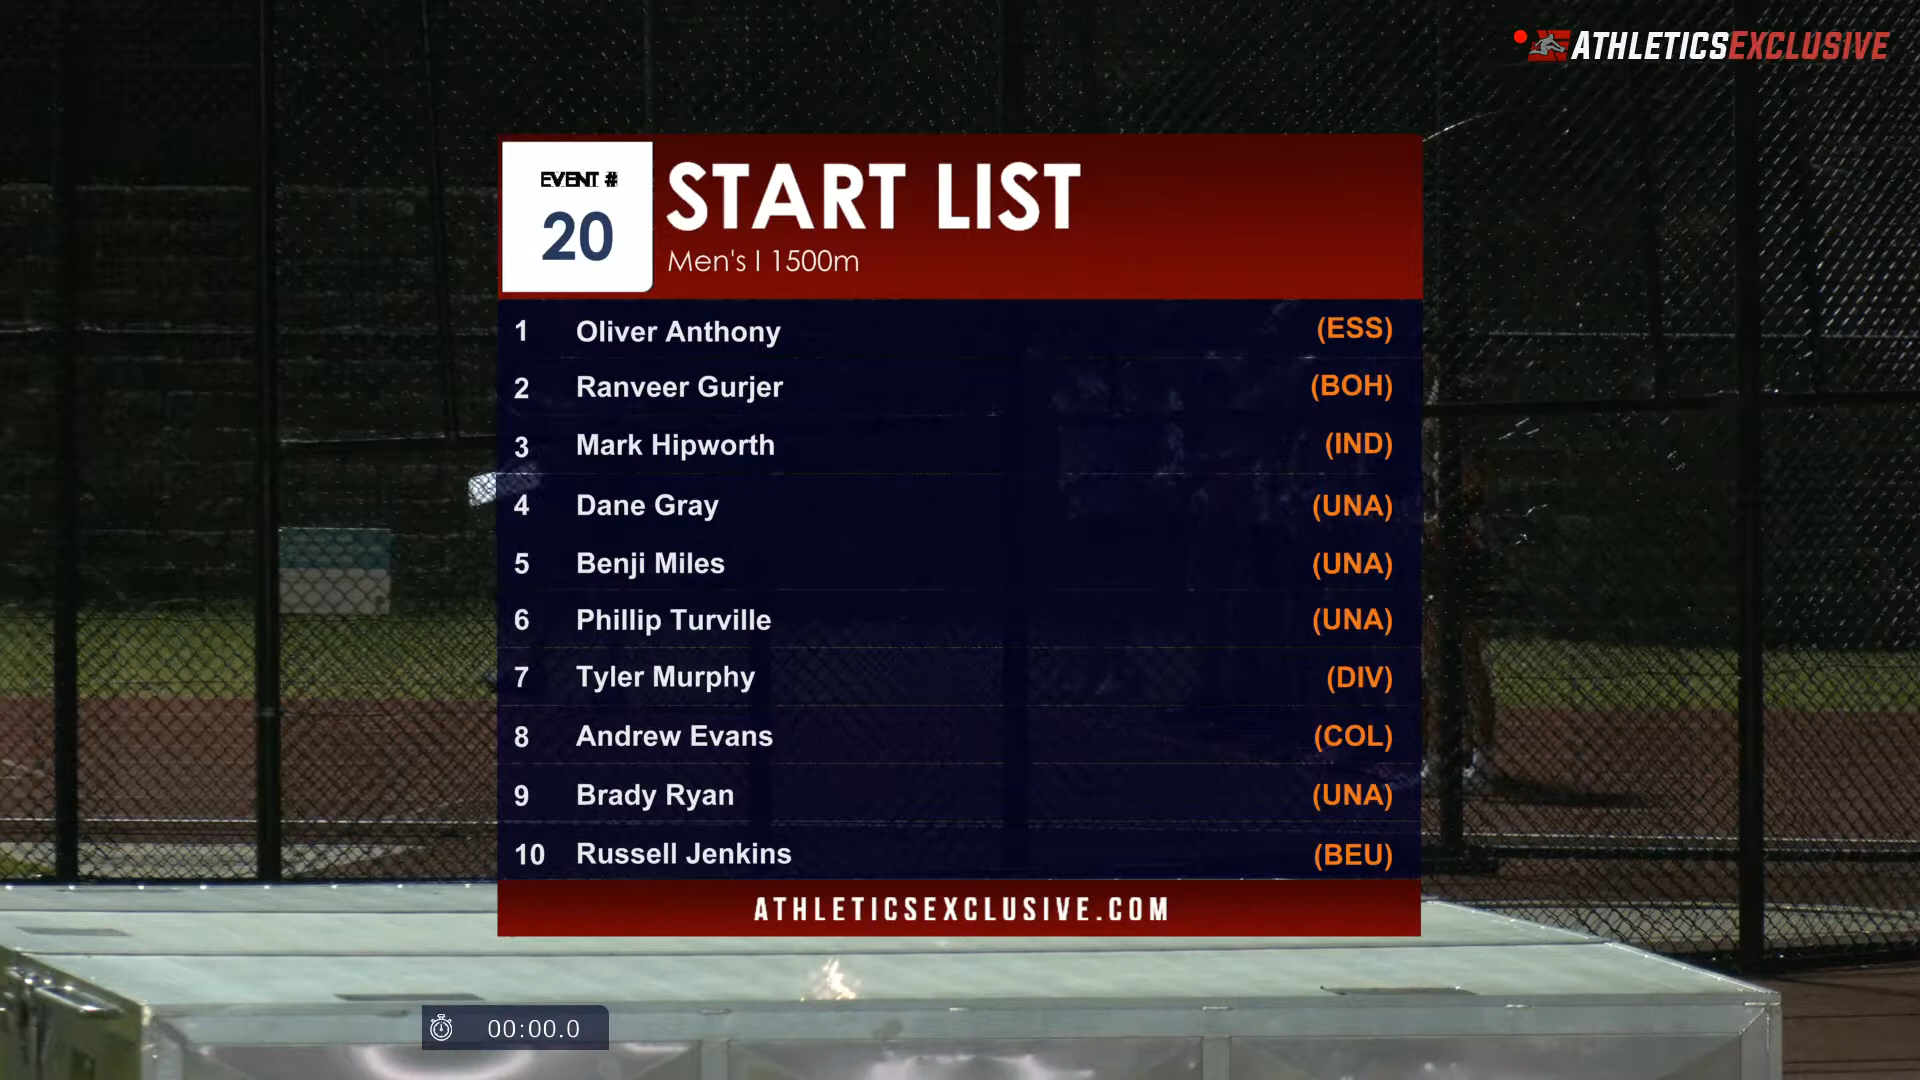 ATHLETICSEXCLUSIVE
EVENT #
20
START LIST
Men's I 1500m
1 Oliver Anthony (ESS)
2 Ranveer Gurjer (BOH)
3 Mark Hipworth (IND)
4 Dane Gray (UNA)
5 Benji Miles (UNA)
6 Phillip Turville (UNA)
7 Tyler Murphy (DIV)
8 Andrew Evans (COL)
9 Brady Ryan (UNA)
10 Russell Jenkins (BEU)
ATHLETICSEXCLUSIVE.COM
00:00.0